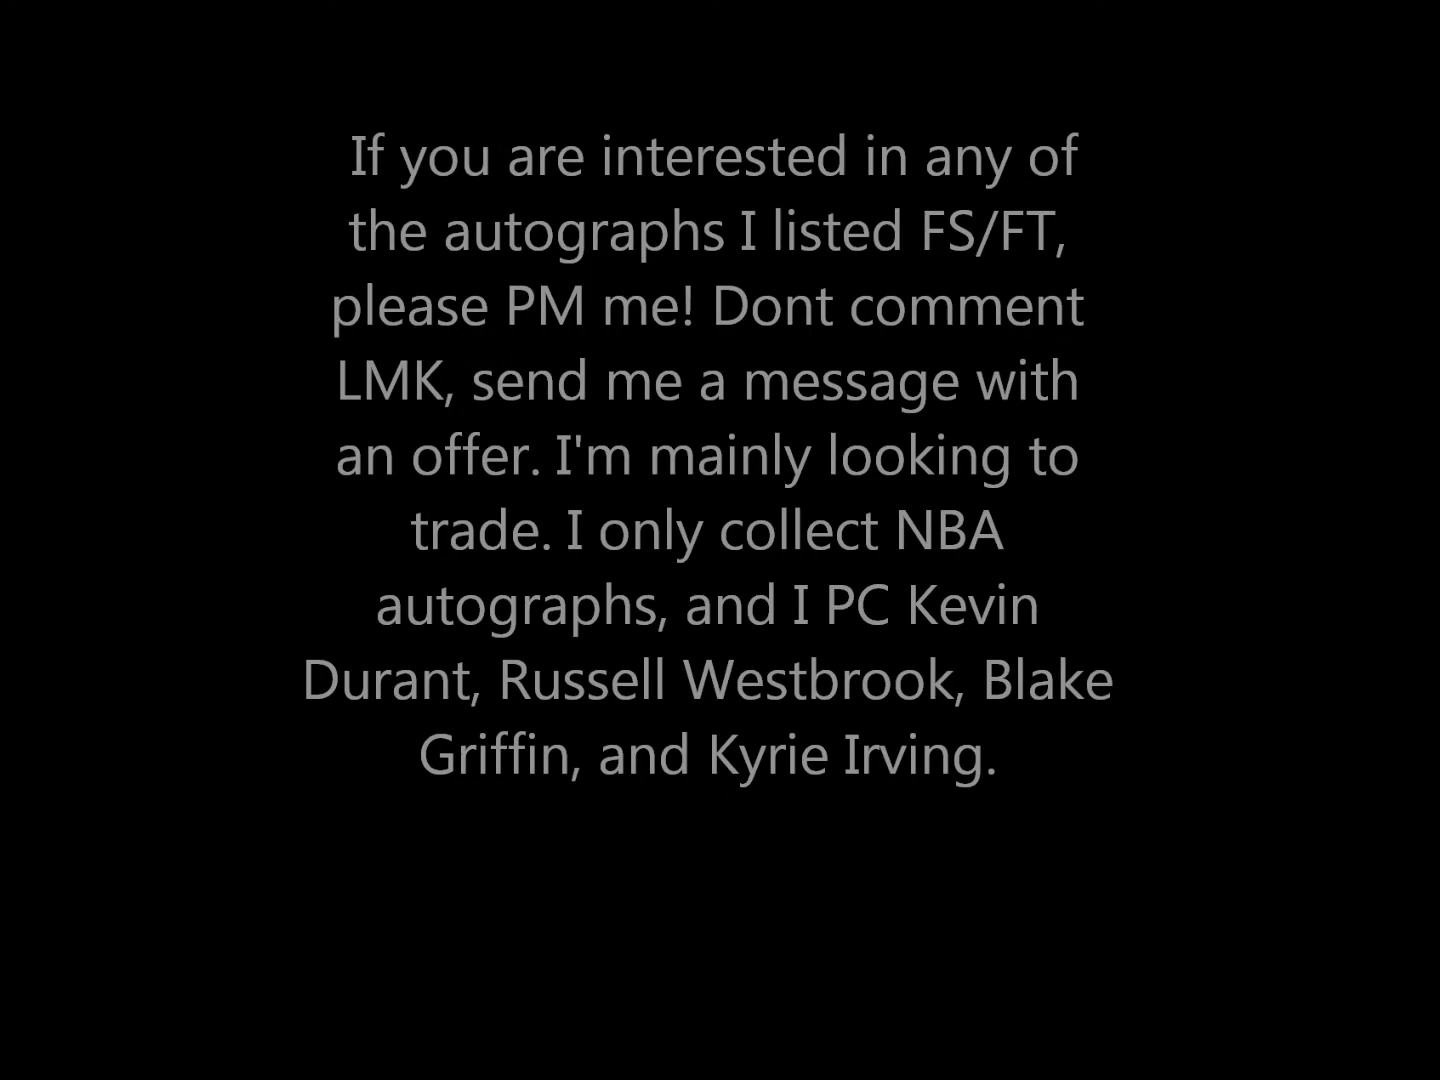 If you are interested in any of
the autographs I listed FS/FT,
please PM me! Dont comment
LMK, send me a message with
an offer. I'm mainly looking to
trade. I only collect NBA
autographs, and I PC Kevin
Durant, Russell Westbrook, Blake
Griffin, and Kyrie Irving.